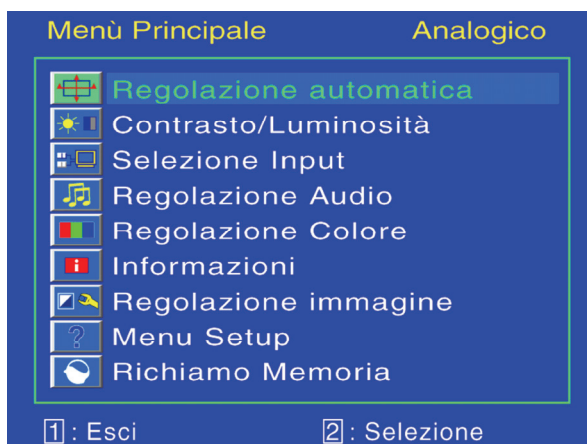 Menù Principale Analogico
Regolazione automatica
Contrasto/Luminosità
Selezione Input
Regolazione Audio
Regolazione Colore
Informazioni
Regolazione immagine
Menu Setup
Richiamo Memoria
1 : Esci 2 : Selezione